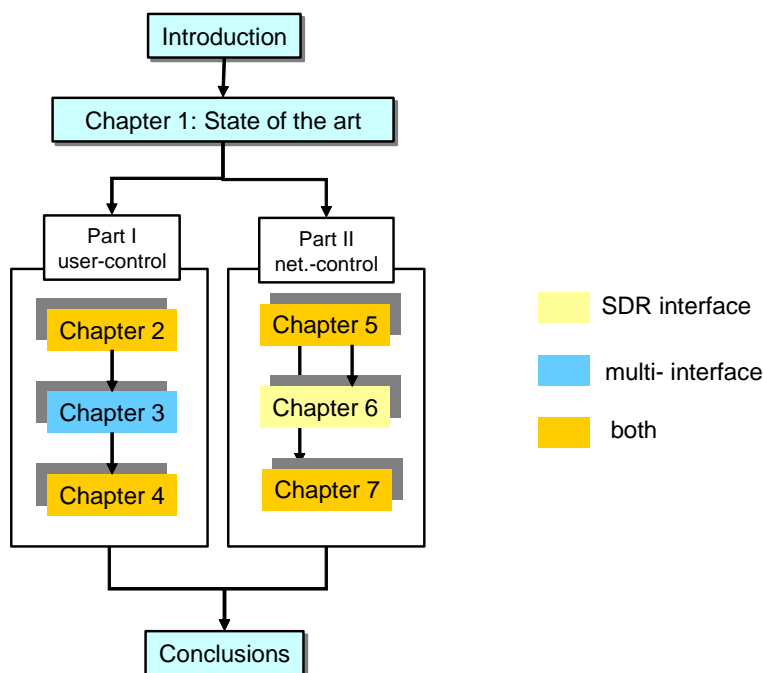 Introduction
Chapter 1: State of the art
Part I
user-control
Chapter 2
Chapter 3
Chapter 4
Part II
net.-control
Chapter 5
Chapter 6
Chapter 7
SDR interface
multi- interface
both
Conclusions